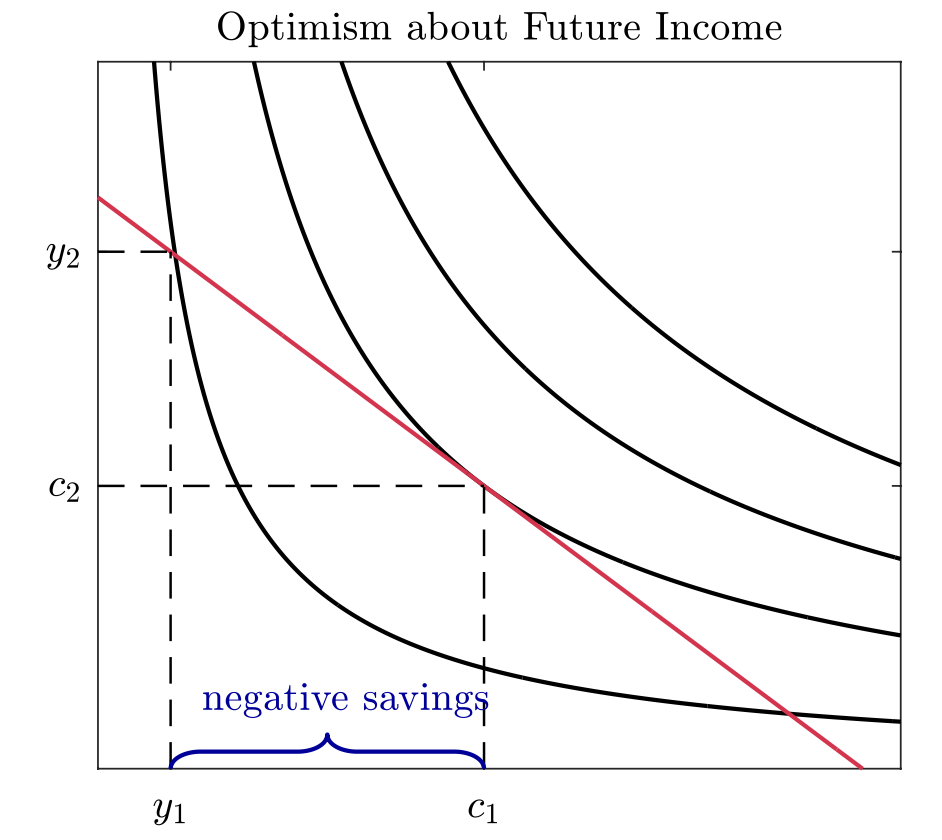 Optimism about Future Income
y₂
c₂
negative savings
y₁
c₁